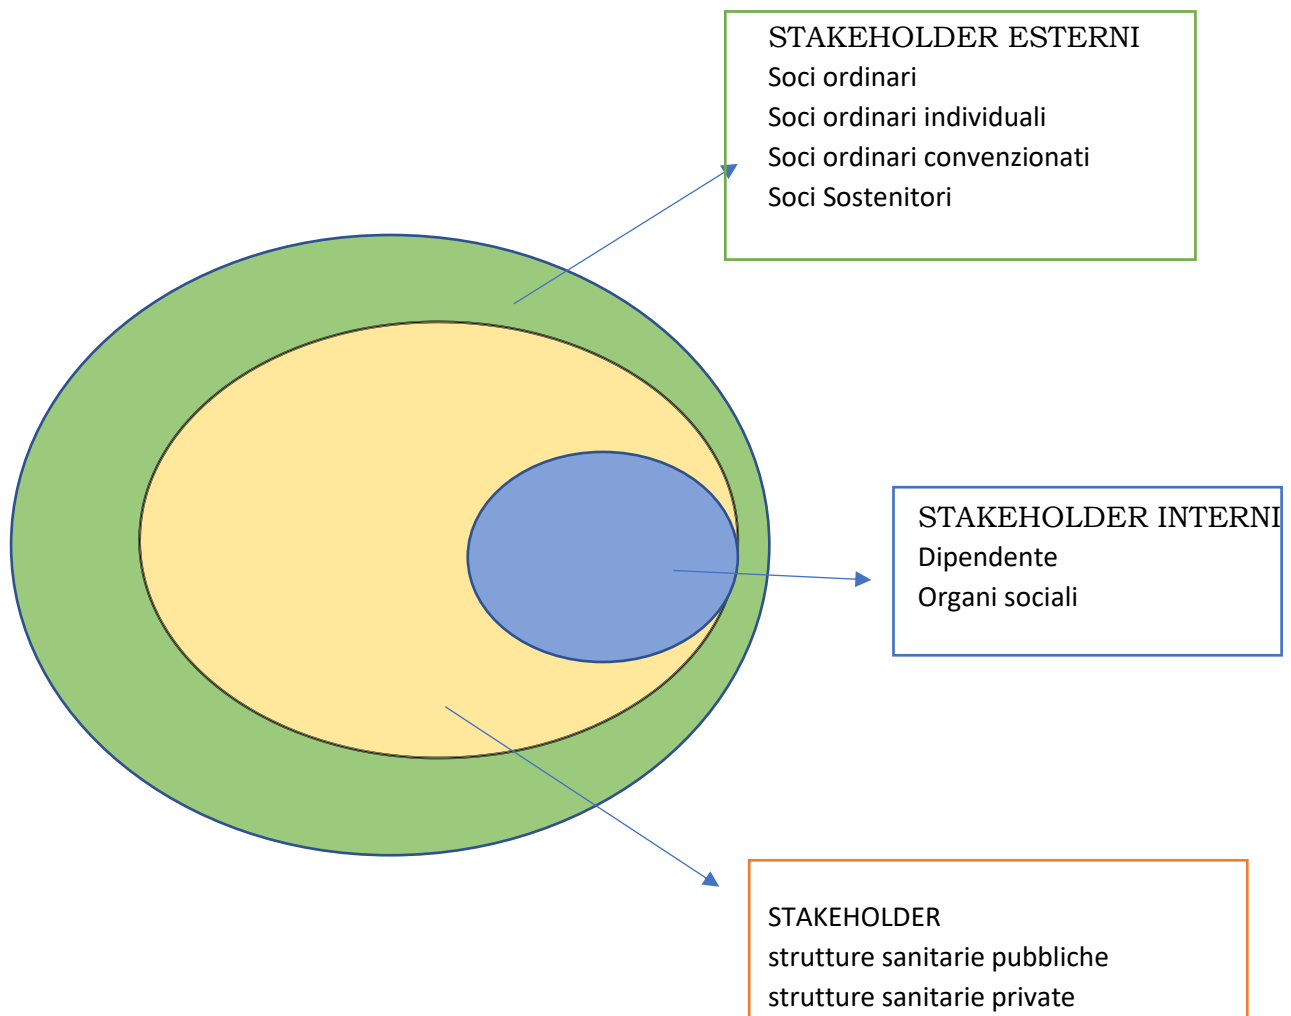 STAKEHOLDER ESTERNI
Soci ordinari
Soci ordinari individuali
Soci ordinari convenzionati
Soci Sostenitori
STAKEHOLDER INTERNI
Dipendente
Organi sociali
STAKEHOLDER
strutture sanitarie pubbliche
strutture sanitarie private